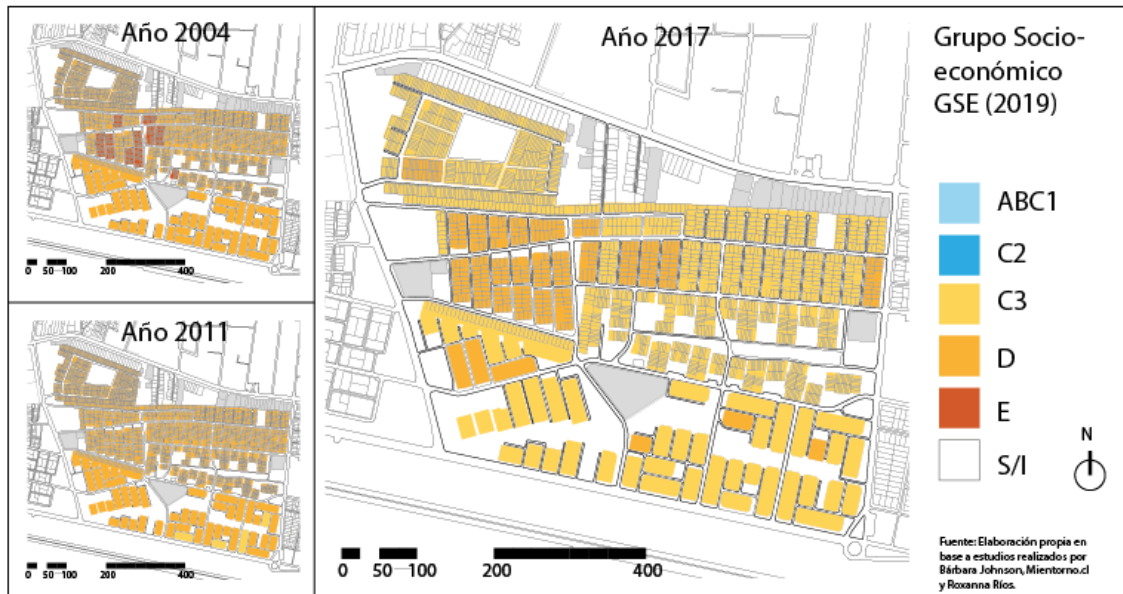 Año 2004
0 50 100 200 400
Año 2011
0 50 100 200 400
Año 2017
0 50 100 200 400
Grupo Socio-
económico
GSE (2019)
ABC1
C2
C3
D
E
S/I
N
Fuente: Elaboración propia en
base a estudios realizados por
Bárbara Johnson, Mientorno.cl
y Roxanna Ríos.